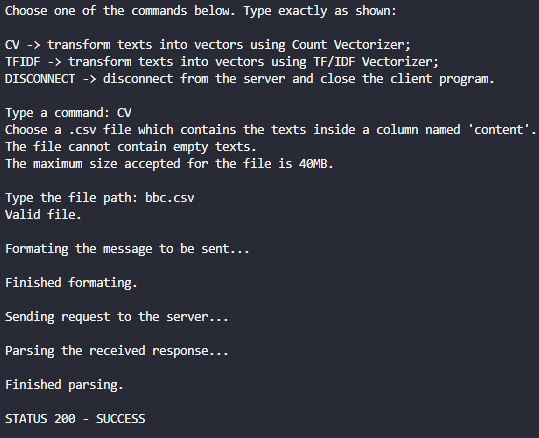 Choose one of the commands below. Type exactly as shown:
CV -> transform texts into vectors using Count Vectorizer;
TFIDF -> transform texts into vectors using TF/IDF Vectorizer;
DISCONNECT -> disconnect from the server and close the client program.
Type a command: CV
Choose a .csv file which contains the texts inside a column named 'content'.
The file cannot contain empty texts.
The maximum size accepted for the file is 40MB.
Type the file path: bbc.csv
Valid file.
Formating the message to be sent...
Finished formating.
Sending request to the server...
Parsing the received response...
Finished parsing.
STATUS 200 - SUCCESS